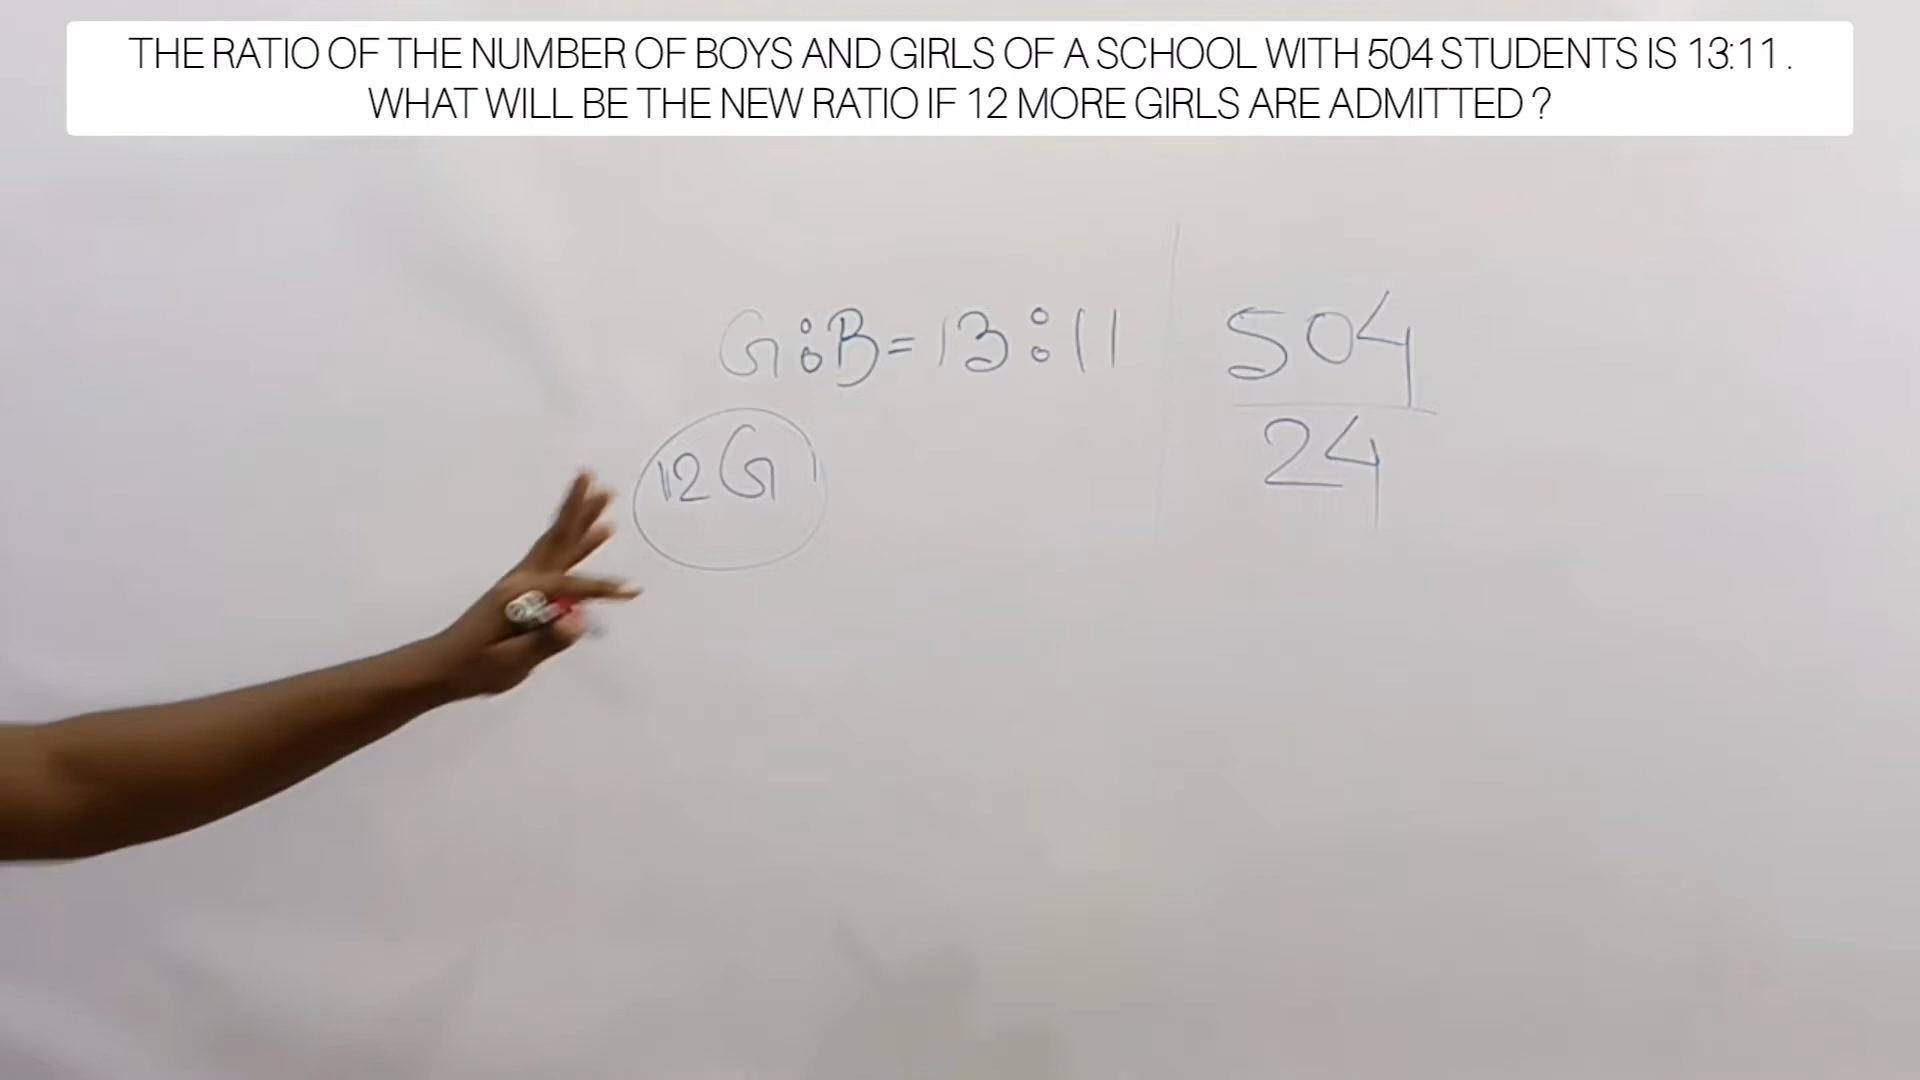 THE RATIO OF THE NUMBER OF BOYS AND GIRLS OF A SCHOOL WITH 504 STUDENTS IS 13:11 .
WHAT WILL BE THE NEW RATIO IF 12 MORE GIRLS ARE ADMITTED ?
G:B=13:11
12G
504
24